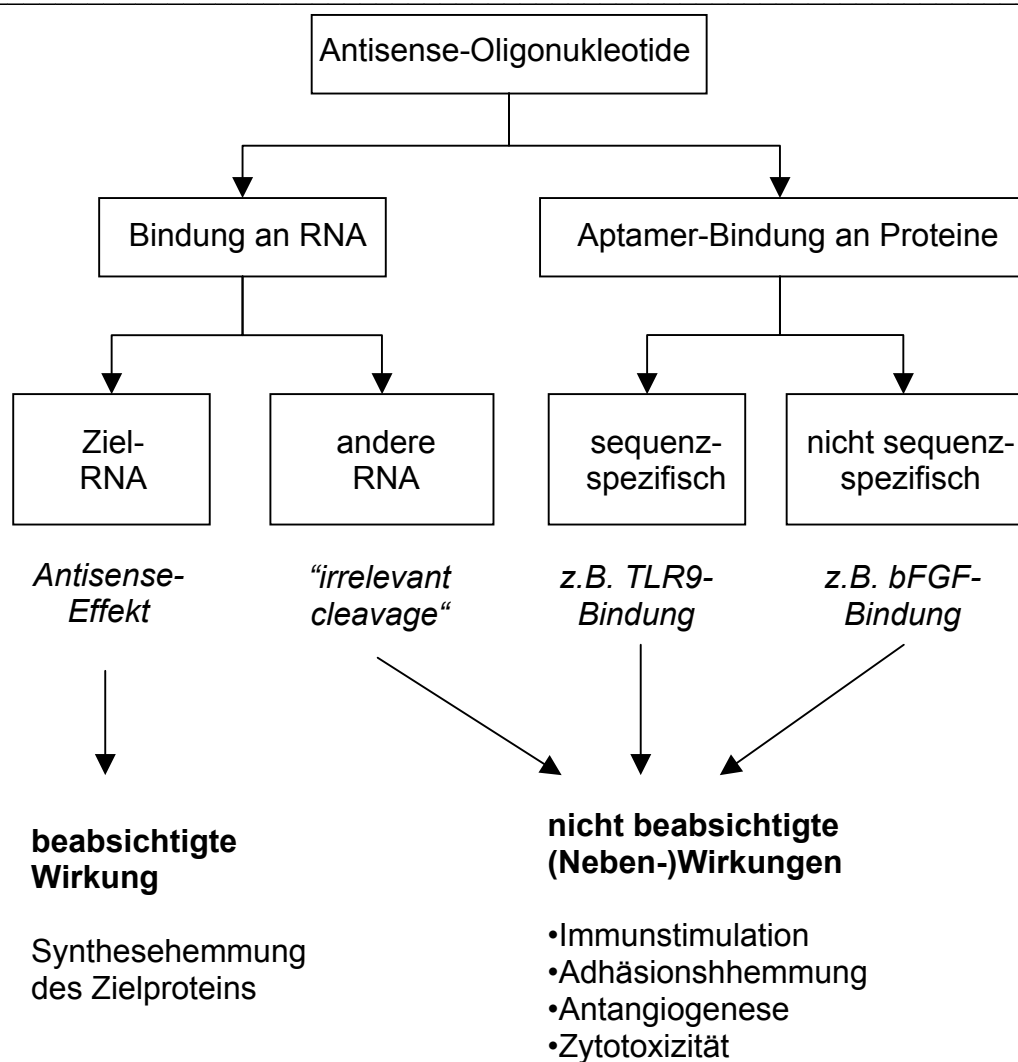 Antisense-Oligonukleotide
Bindung an RNA
Aptamer-Bindung an Proteine
Ziel-
RNA
andere
RNA
sequenz-
spezifisch
nicht sequenz-
spezifisch
Antisense-
Effekt
“irrelevant
cleavage“
z.B. TLR9-
Bindung
z.B. bFGF-
Bindung
beabsichtigte
Wirkung
Synthesehemmung
des Zielproteins
nicht beabsichtigte
(Neben-)Wirkungen
•Immunstimulation
•Adhäsionshhemmung
•Antangiogenese
•Zytotoxizität